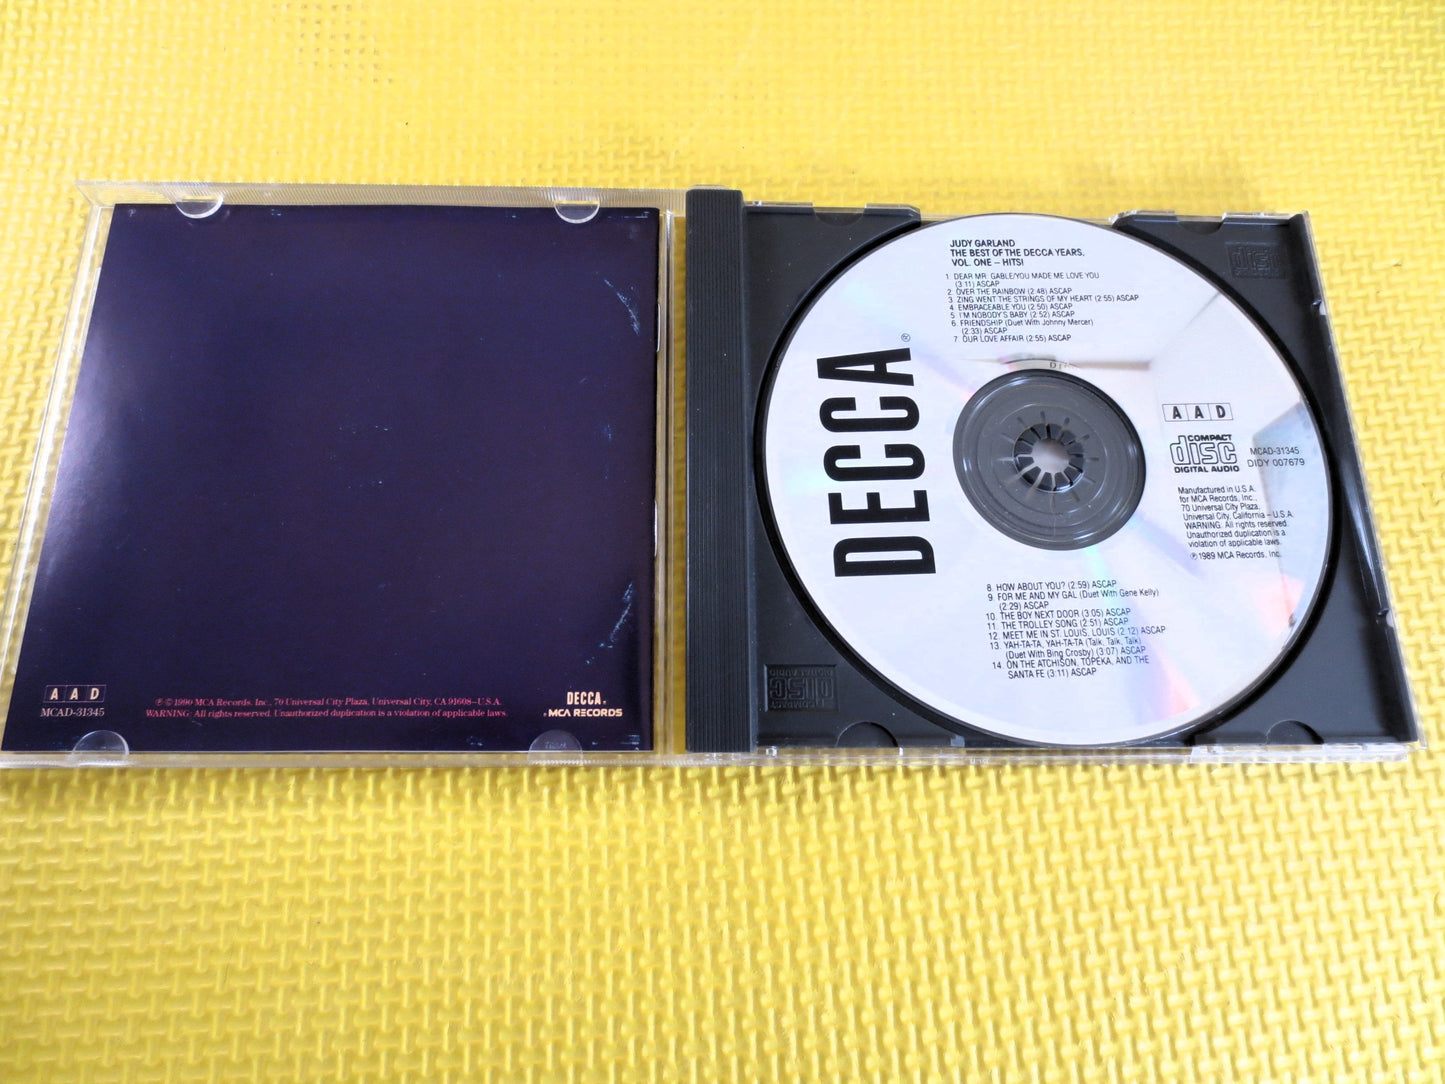 A A D
MCAD-31345
℗ © 1990 MCA Records, Inc., 70 Universal City Plaza, Universal City, CA 91608–U.S.A.
WARNING: All rights reserved. Unauthorized duplication is a violation of applicable laws.
DECCA®
MCA RECORDS
JUDY GARLAND
THE BEST OF THE DECCA YEARS,
VOL. ONE – HITS!
1. DEAR MR. GABLE/YOU MADE ME LOVE YOU
(3:11) ASCAP
2. OVER THE RAINBOW (2:48) ASCAP
3. ZING WENT THE STRINGS OF MY HEART (2:55) ASCAP
4. EMBRACEABLE YOU (2:50) ASCAP
5. I'M NOBODY'S BABY (2:52) ASCAP
6. FRIENDSHIP (Duet With Johnny Mercer)
(2:33) ASCAP
7. OUR LOVE AFFAIR (2:55) ASCAP
DECCA®
A A D
COMPACT
disc
DIGITAL AUDIO
MCAD-31345
DIDY 007679
Manufactured in U.S.A.
for MCA Records, Inc.,
70 Universal City Plaza,
Universal City, California – U.S.A.
WARNING: All rights reserved.
Unauthorized duplication is a
violation of applicable laws.
℗ 1989 MCA Records, Inc.
8. HOW ABOUT YOU? (2:59) ASCAP
9. FOR ME AND MY GAL (Duet With Gene Kelly)
(2:29) ASCAP
10. THE BOY NEXT DOOR (3:05) ASCAP
11. THE TROLLEY SONG (2:51) ASCAP
12. MEET ME IN ST. LOUIS, LOUIS (2:12) ASCAP
13. YAH-TA-TA, YAH-TA-TA (Talk, Talk, Talk)
(Duet With Bing Crosby) (3:07) ASCAP
14. ON THE ATCHISON, TOPEKA, AND THE
SANTA FE (3:11) ASCAP
COMPACT
disc
DIGITAL AUDIO
disc